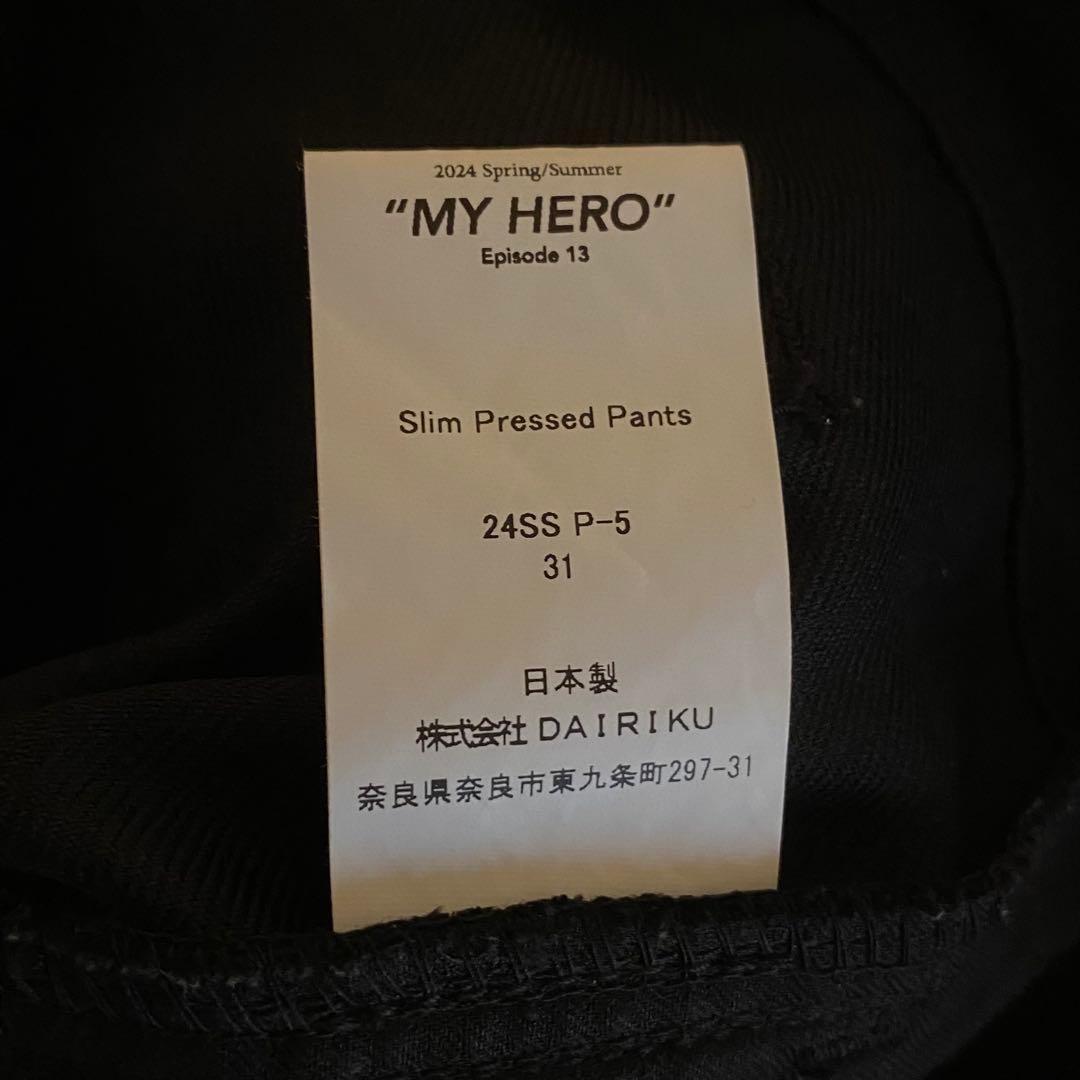 2024 Spring/Summer
“MY HERO”
Episode 13
Slim Pressed Pants
24SS P-5
31
日本製
株式会社 DAIRIKU
奈良県奈良市東九条町297-31